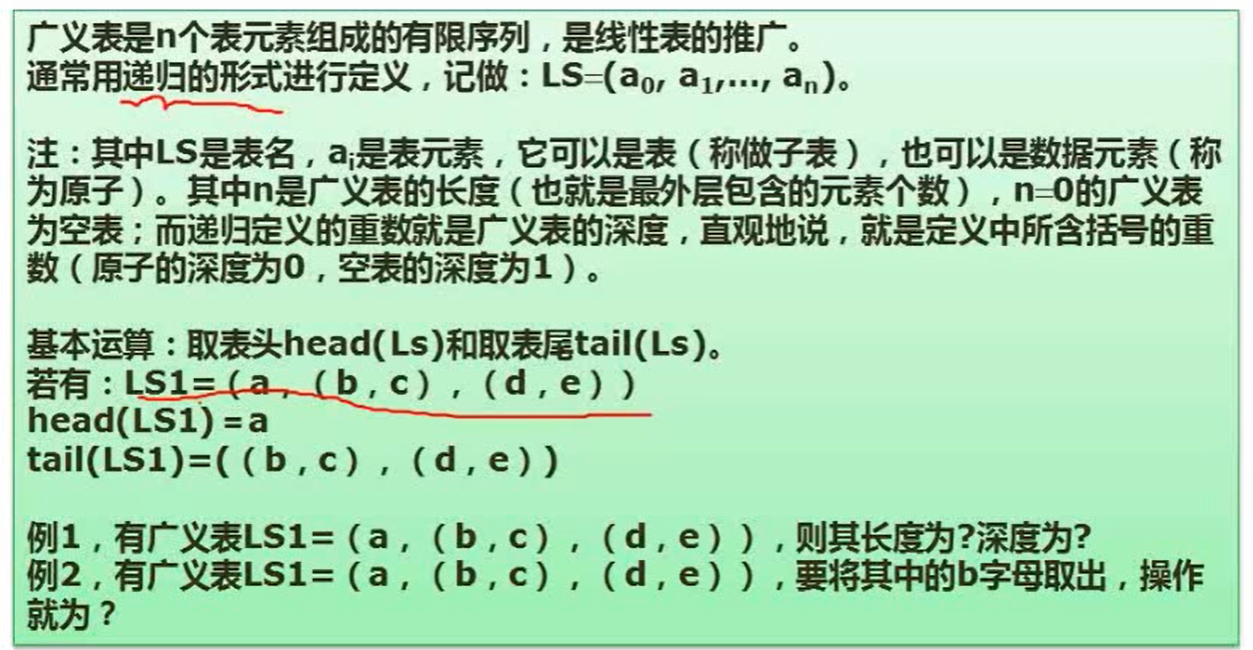 广义表是n个表元素组成的有限序列，是线性表的推广。
通常用递归的形式进行定义，记做：LS=(a₀, a₁,..., aₙ)。
注：其中LS是表名，aᵢ是表元素，它可以是表（称做子表），也可以是数据元素（称
为原子）。其中n是广义表的长度（也就是最外层包含的元素个数），n=0的广义表
为空表；而递归定义的重数就是广义表的深度，直观地说，就是定义中所含括号的重
数（原子的深度为0，空表的深度为1）。
基本运算：取表头head(Ls)和取表尾tail(Ls)。
若有：LS1=（a，（b，c），（d，e））
head(LS1)=a
tail(LS1)=(（b，c），（d，e）)
例1，有广义表LS1=（a，（b，c），（d，e）），则其长度为?深度为?
例2，有广义表LS1=（a，（b，c），（d，e）），要将其中的b字母取出，操作
就为？